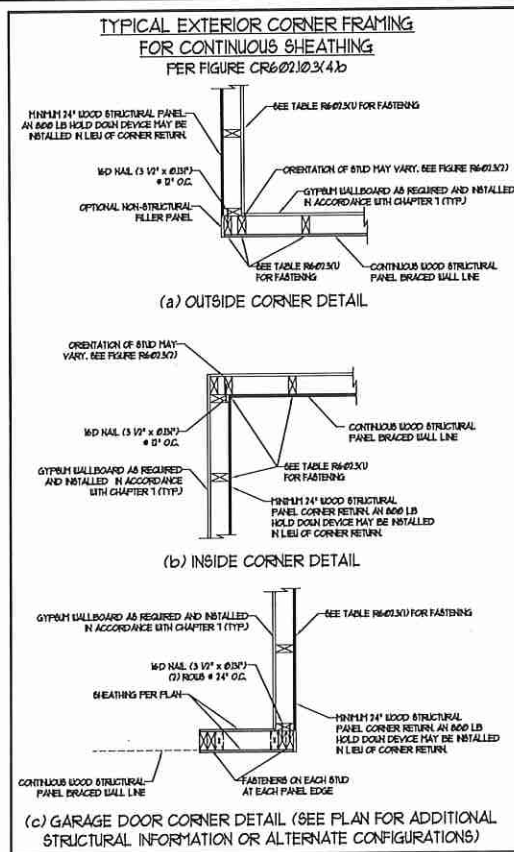 TYPICAL EXTERIOR CORNER FRAMING
FOR CONTINUOUS SHEATHING
PER FIGURE CR602.10.3(4)b
MINIMUM 24" WOOD STRUCTURAL PANEL
AN 800 LB HOLD DOWN DEVICE MAY BE
INSTALLED IN LIEU OF CORNER RETURN.
SEE TABLE R602.3(1) FOR FASTENING
16D NAIL (3 1/2" x 0.131")
@ 12" O.C.
ORIENTATION OF STUD MAY VARY. SEE FIGURE R602.3(2)
GYPSUM WALLBOARD AS REQUIRED AND INSTALLED
IN ACCORDANCE WITH CHAPTER 7 (TYP.)
OPTIONAL NON-STRUCTURAL
FILLER PANEL
SEE TABLE R602.3(1)
FOR FASTENING
CONTINUOUS WOOD STRUCTURAL
PANEL BRACED WALL LINE
(a) OUTSIDE CORNER DETAIL
ORIENTATION OF STUD MAY
VARY. SEE FIGURE R602.3(2)
16D NAIL (3 1/2" x 0.131")
@ 12" O.C.
CONTINUOUS WOOD STRUCTURAL
PANEL BRACED WALL LINE
GYPSUM WALLBOARD AS REQUIRED
AND INSTALLED IN ACCORDANCE
WITH CHAPTER 7 (TYP.)
SEE TABLE R602.3(1)
FOR FASTENING
MINIMUM 24" WOOD STRUCTURAL
PANEL CORNER RETURN. AN 800 LB
HOLD DOWN DEVICE MAY BE INSTALLED
IN LIEU OF CORNER RETURN.
(b) INSIDE CORNER DETAIL
GYPSUM WALLBOARD AS REQUIRED AND INSTALLED
IN ACCORDANCE WITH CHAPTER 7 (TYP.)
SEE TABLE R602.3(1) FOR FASTENING
16D NAIL (3 1/2" x 0.131")
(2) ROWS @ 24" O.C.
SHEATHING PER PLAN
MINIMUM 24" WOOD STRUCTURAL
PANEL CORNER RETURN. AN 800 LB
HOLD DOWN DEVICE MAY BE INSTALLED
IN LIEU OF CORNER RETURN.
CONTINUOUS WOOD STRUCTURAL
PANEL BRACED WALL LINE
FASTENERS ON EACH STUD
AT EACH PANEL EDGE
(c) GARAGE DOOR CORNER DETAIL (SEE PLAN FOR ADDITIONAL
STRUCTURAL INFORMATION OR ALTERNATE CONFIGURATIONS)